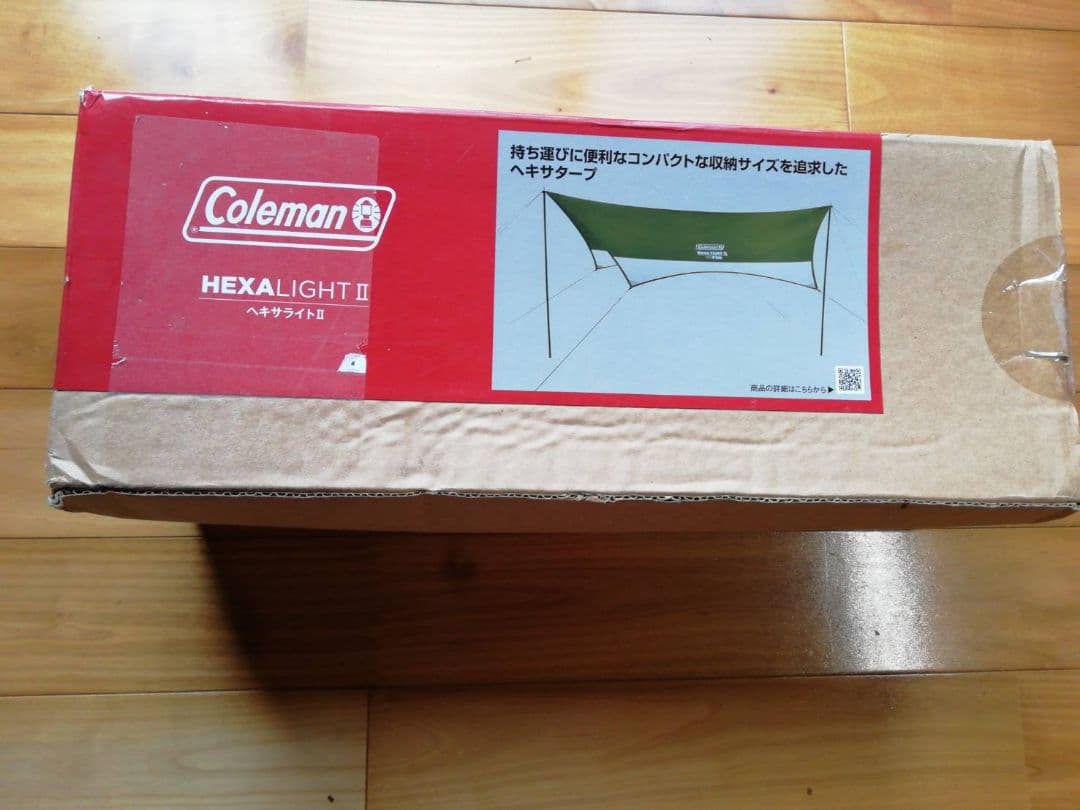 Coleman
HEXALIGHT II
ヘキサライトII
持ち運びに便利なコンパクトな収納サイズを追求した
ヘキサタープ
Coleman
商品の詳細はこちらから▶